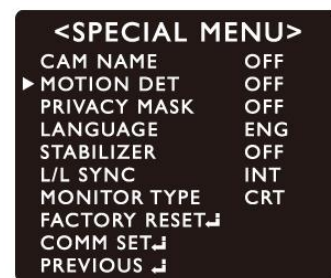 <SPECIAL MENU>
CAM NAME OFF
▶ MOTION DET OFF
PRIVACY MASK OFF
LANGUAGE ENG
STABILIZER OFF
L/L SYNC INT
MONITOR TYPE CRT
FACTORY RESET↲
COMM SET↲
PREVIOUS ↲